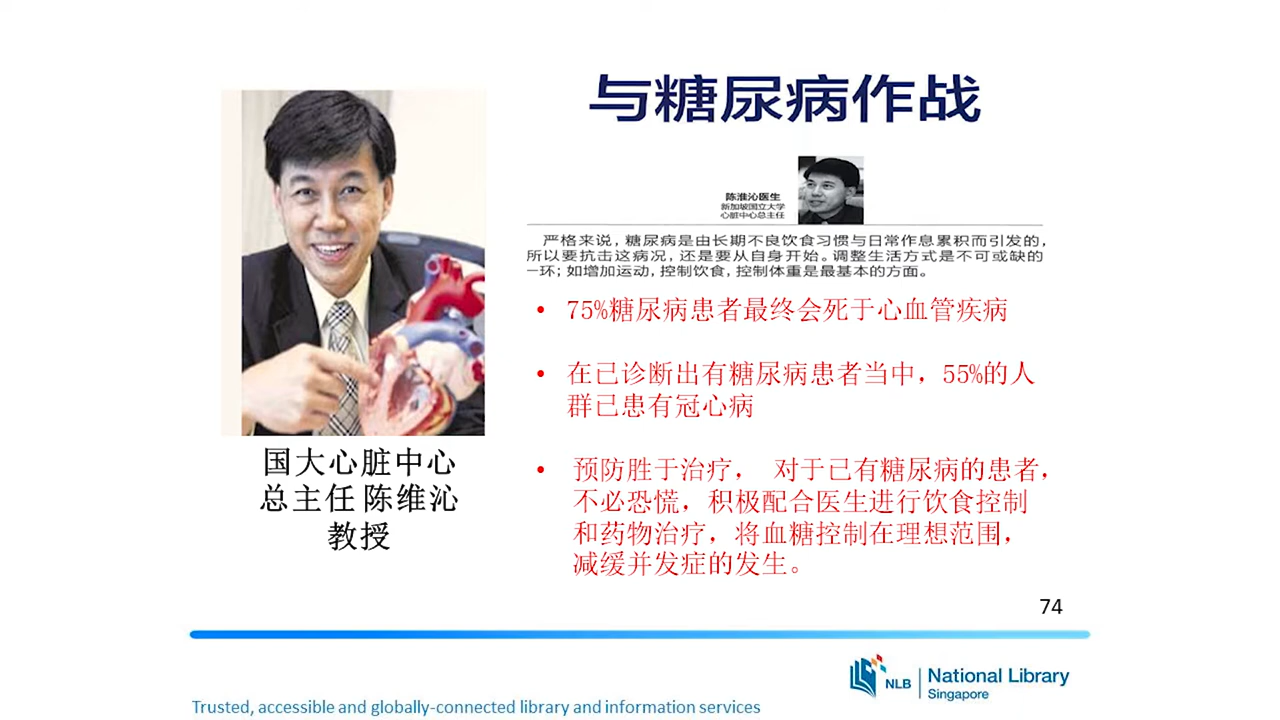 与糖尿病作战
陈淮沁医生
新加坡国立大学
心脏中心总主任
严格来说，糖尿病是由长期不良饮食习惯与日常作息累积而引发的，
所以要抗击这病况，还是要从自身开始。调整生活方式是不可或缺的
一环；如增加运动，控制饮食，控制体重是最基本的方面。
• 75%糖尿病患者最终会死于心血管疾病
• 在已诊断出有糖尿病患者当中，55%的人
群已患有冠心病
• 预防胜于治疗， 对于已有糖尿病的患者，
不必恐慌，积极配合医生进行饮食控制
和药物治疗，将血糖控制在理想范围，
减缓并发症的发生。
国大心脏中心
总主任 陈维沁
教授
74
NLB
National Library
Singapore
Trusted, accessible and globally-connected library and information services